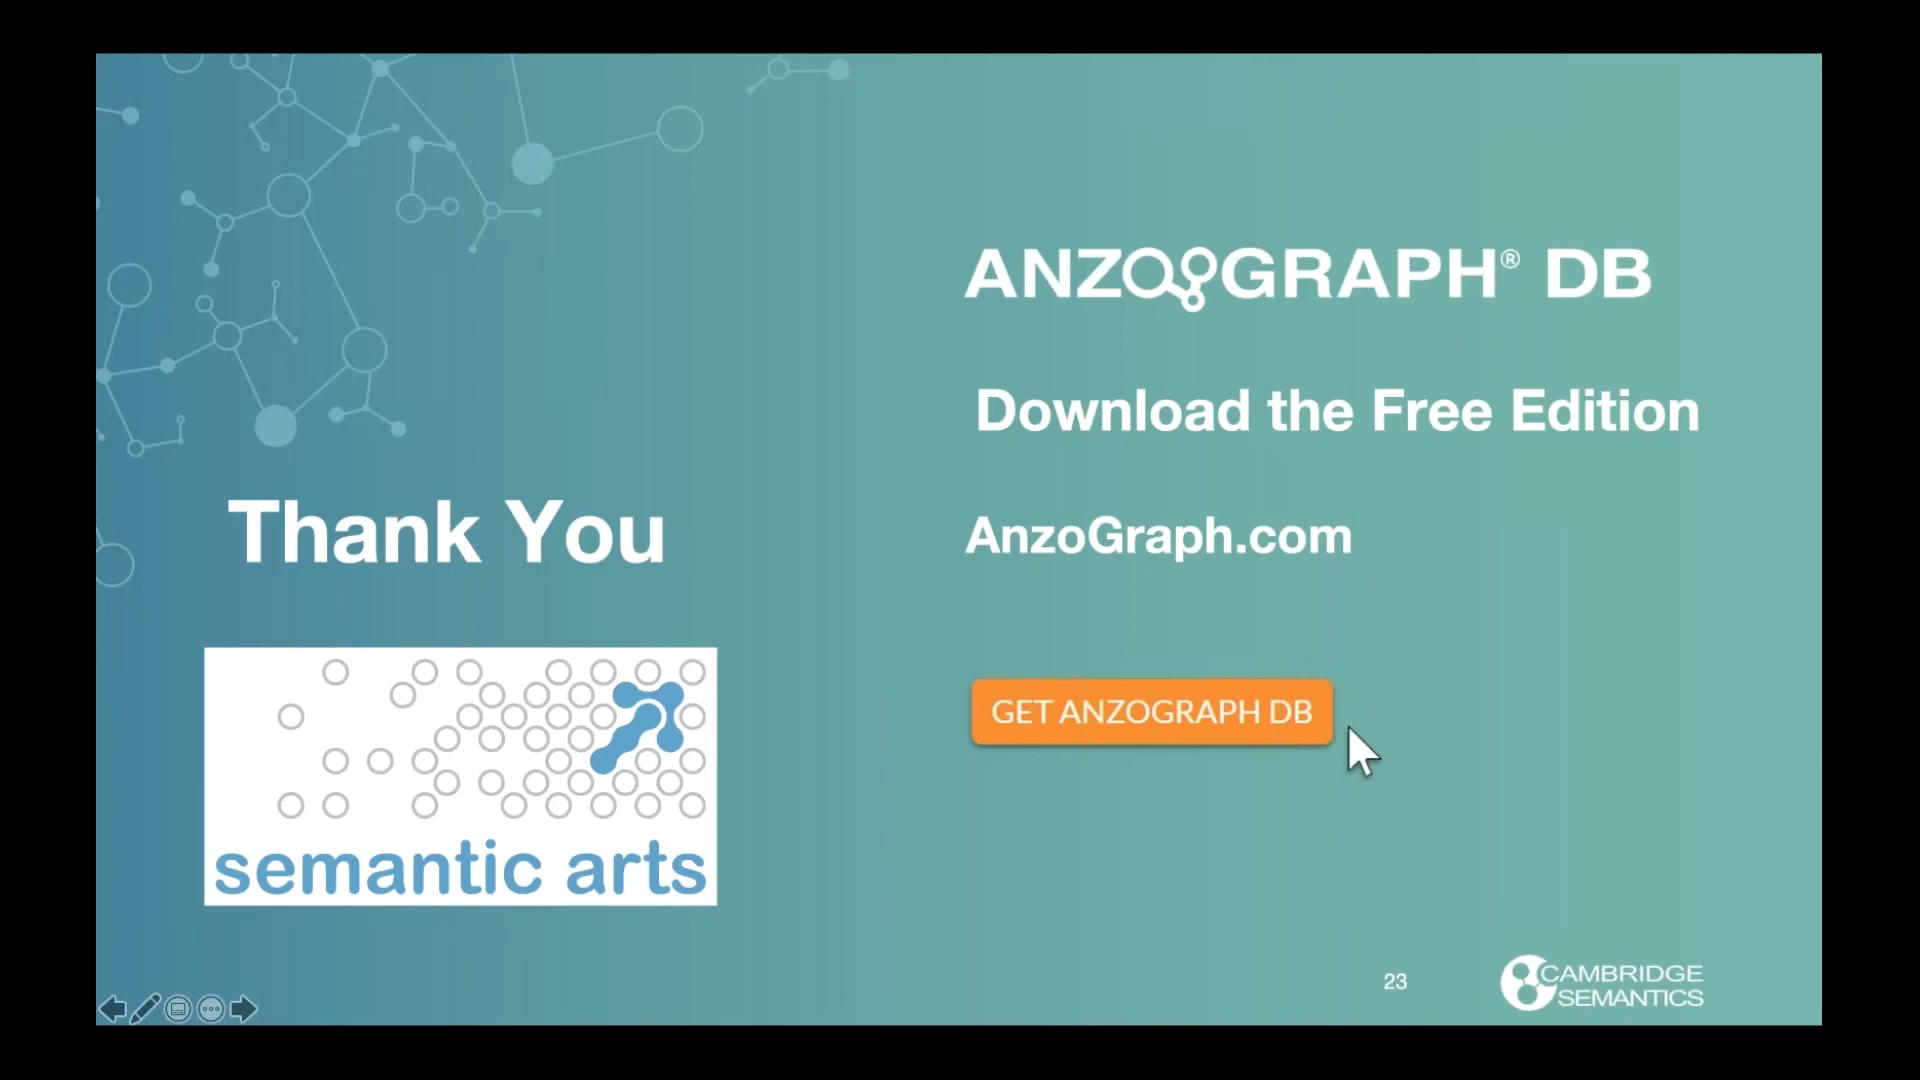 Thank You
semantic arts
ANZOGRAPH® DB
Download the Free Edition
AnzoGraph.com
GET ANZOGRAPH DB
23
CAMBRIDGE
SEMANTICS